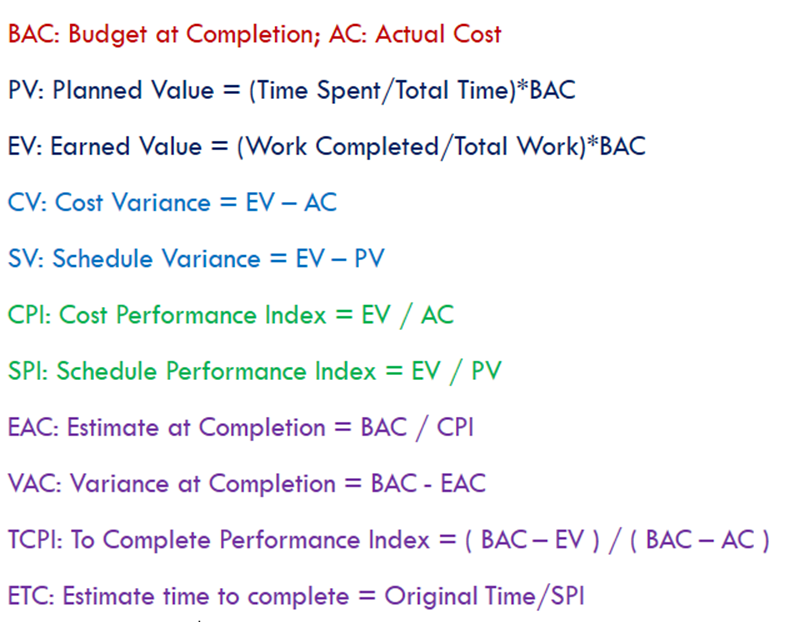 BAC: Budget at Completion; AC: Actual Cost
PV: Planned Value = (Time Spent/Total Time)*BAC
EV: Earned Value = (Work Completed/Total Work)*BAC
CV: Cost Variance = EV – AC
SV: Schedule Variance = EV – PV
CPI: Cost Performance Index = EV / AC
SPI: Schedule Performance Index = EV / PV
EAC: Estimate at Completion = BAC / CPI
VAC: Variance at Completion = BAC - EAC
TCPI: To Complete Performance Index = ( BAC – EV ) / ( BAC – AC )
ETC: Estimate time to complete = Original Time/SPI